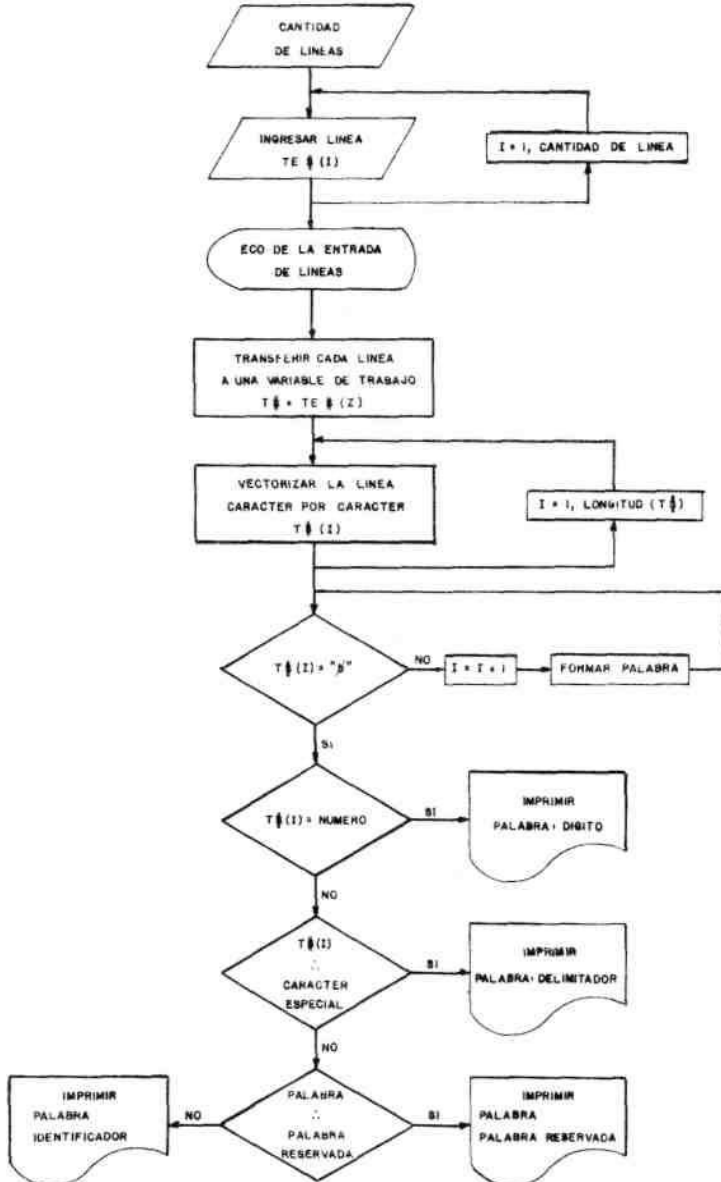 CANTIDAD
DE LINEAS
INGRESAR LINEA
TE $ (I)
I = 1, CANTIDAD DE LINEA
ECO DE LA ENTRADA
DE LINEAS
TRANSFERIR CADA LINEA
A UNA VARIABLE DE TRABAJO
T$ = TE $ (Z)
VECTORIZAR LA LINEA
CARACTER POR CARACTER
T$ (I)
I = 1, LONGITUD (T$)
T$ (I) = "b̸"
NO
I = I + 1
FORMAR PALABRA
SI
T$ (I) = NUMERO
SI
IMPRIMIR
PALABRA: DIGITO
NO
T$ (I)
∴
CARACTER
ESPECIAL
SI
IMPRIMIR
PALABRA: DELIMITADOR
NO
IMPRIMIR
PALABRA
IDENTIFICADOR
NO
PALABRA
∴
PALABRA
RESERVADA
SI
IMPRIMIR
PALABRA
PALABRA RESERVADA